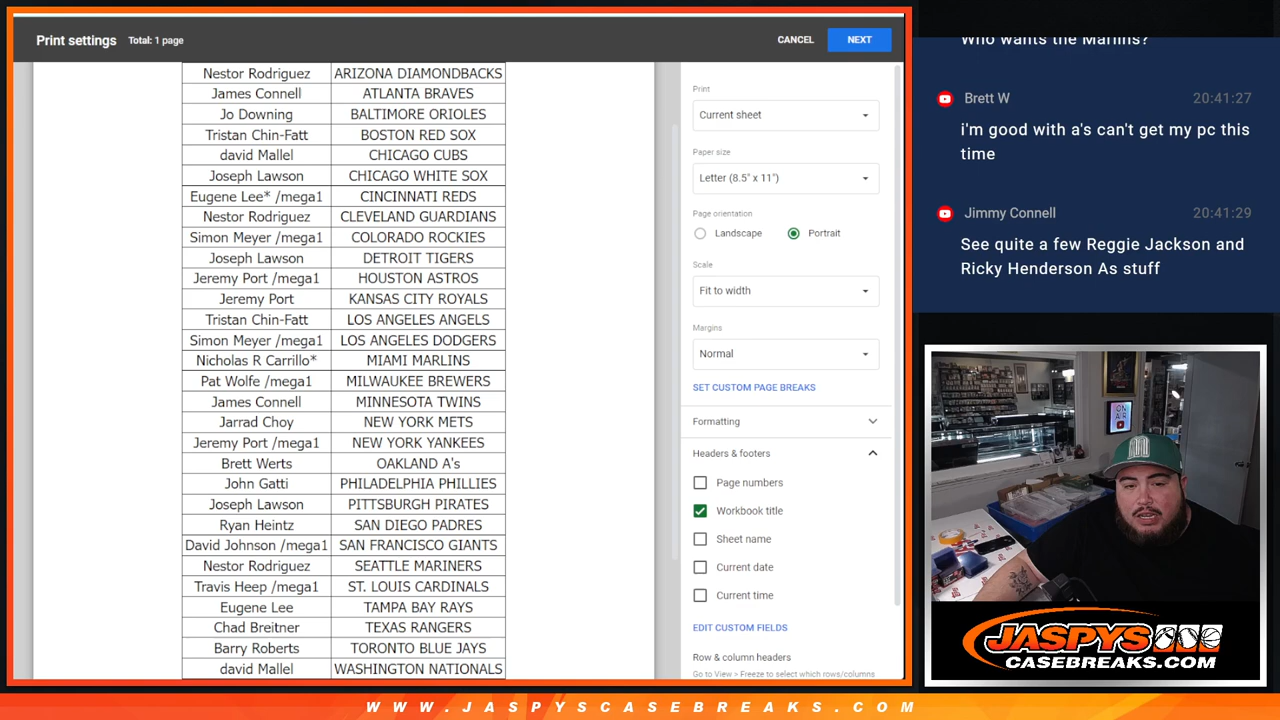 Print settings Total: 1 page CANCEL NEXT
Nestor Rodriguez ARIZONA DIAMONDBACKS
James Connell ATLANTA BRAVES
Jo Downing BALTIMORE ORIOLES
Tristan Chin-Fatt BOSTON RED SOX
david Mallel CHICAGO CUBS
Joseph Lawson CHICAGO WHITE SOX
Eugene Lee* /mega1 CINCINNATI REDS
Nestor Rodriguez CLEVELAND GUARDIANS
Simon Meyer /mega1 COLORADO ROCKIES
Joseph Lawson DETROIT TIGERS
Jeremy Port /mega1 HOUSTON ASTROS
Jeremy Port KANSAS CITY ROYALS
Tristan Chin-Fatt LOS ANGELES ANGELS
Simon Meyer /mega1 LOS ANGELES DODGERS
Nicholas R Carrillo* MIAMI MARLINS
Pat Wolfe /mega1 MILWAUKEE BREWERS
James Connell MINNESOTA TWINS
Jarrad Choy NEW YORK METS
Jeremy Port /mega1 NEW YORK YANKEES
Brett Werts OAKLAND A's
John Gatti PHILADELPHIA PHILLIES
Joseph Lawson PITTSBURGH PIRATES
Ryan Heintz SAN DIEGO PADRES
David Johnson /mega1 SAN FRANCISCO GIANTS
Nestor Rodriguez SEATTLE MARINERS
Travis Heep /mega1 ST. LOUIS CARDINALS
Eugene Lee TAMPA BAY RAYS
Chad Breitner TEXAS RANGERS
Barry Roberts TORONTO BLUE JAYS
david Mallel WASHINGTON NATIONALS
Print
Current sheet
Paper size
Letter (8.5" x 11")
Page orientation
Landscape Portrait
Scale
Fit to width
Margins
Normal
SET CUSTOM PAGE BREAKS
Formatting
Headers & footers
Page numbers
Workbook title
Sheet name
Current date
Current time
EDIT CUSTOM FIELDS
Row & column headers
Go to View > Freeze to select which rows/columns
Who wants the Marlins?
Brett W 20:41:27
i'm good with a's can't get my pc this
time
Jimmy Connell 20:41:29
See quite a few Reggie Jackson and
Ricky Henderson As stuff
ON
AIR
JASPYS
CASEBREAKS.COM
WWW.JASPYSCASEBREAKS.COM